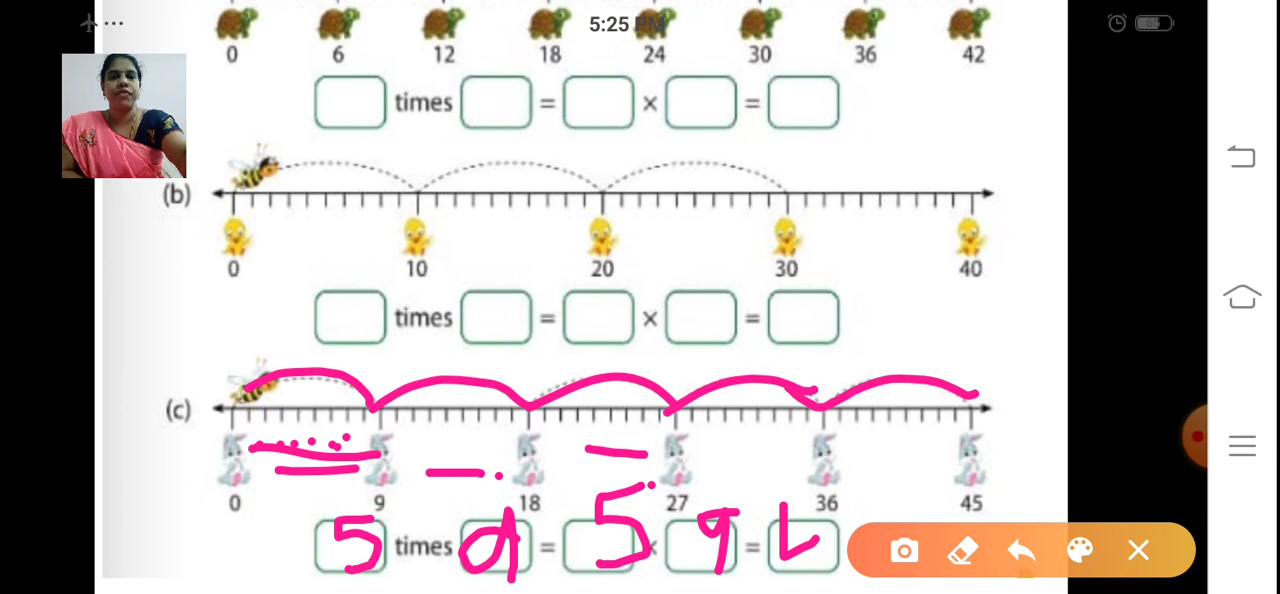 5:25 PM
0 6 12 18 24 30 36 42
times = × =
(b)
0 10 20 30 40
times = × =
(c)
0 9 18 27 36 45
5 times 9 = 5 × 9 =